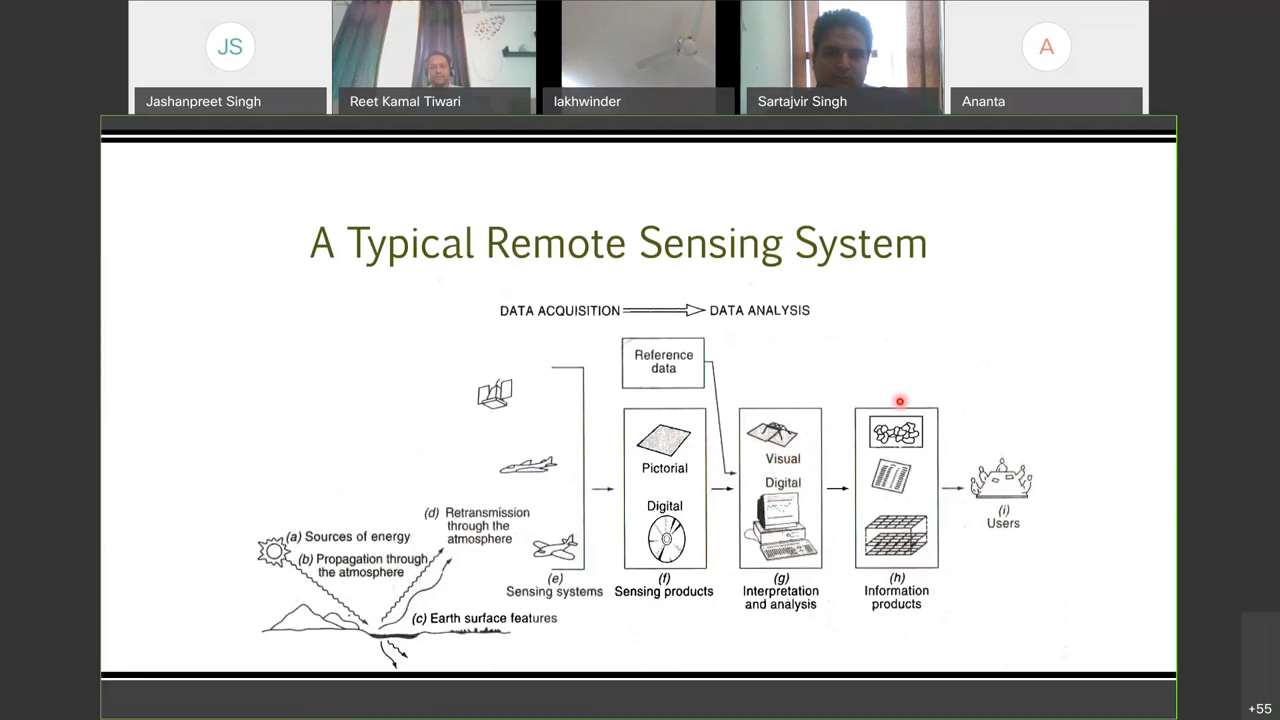 JS
A
Jashanpreet Singh
Reet Kamal Tiwari
lakhwinder
Sartajvir Singh
Ananta
A Typical Remote Sensing System
DATA ACQUISITION
DATA ANALYSIS
Reference
data
Pictorial
Digital
Visual
Digital
(a) Sources of energy
(b) Propagation through
the atmosphere
(c) Earth surface features
(d) Retransmission
through the
atmosphere
(e)
Sensing systems
(f)
Sensing products
(g)
Interpretation
and analysis
(h)
Information
products
(i)
Users
+55